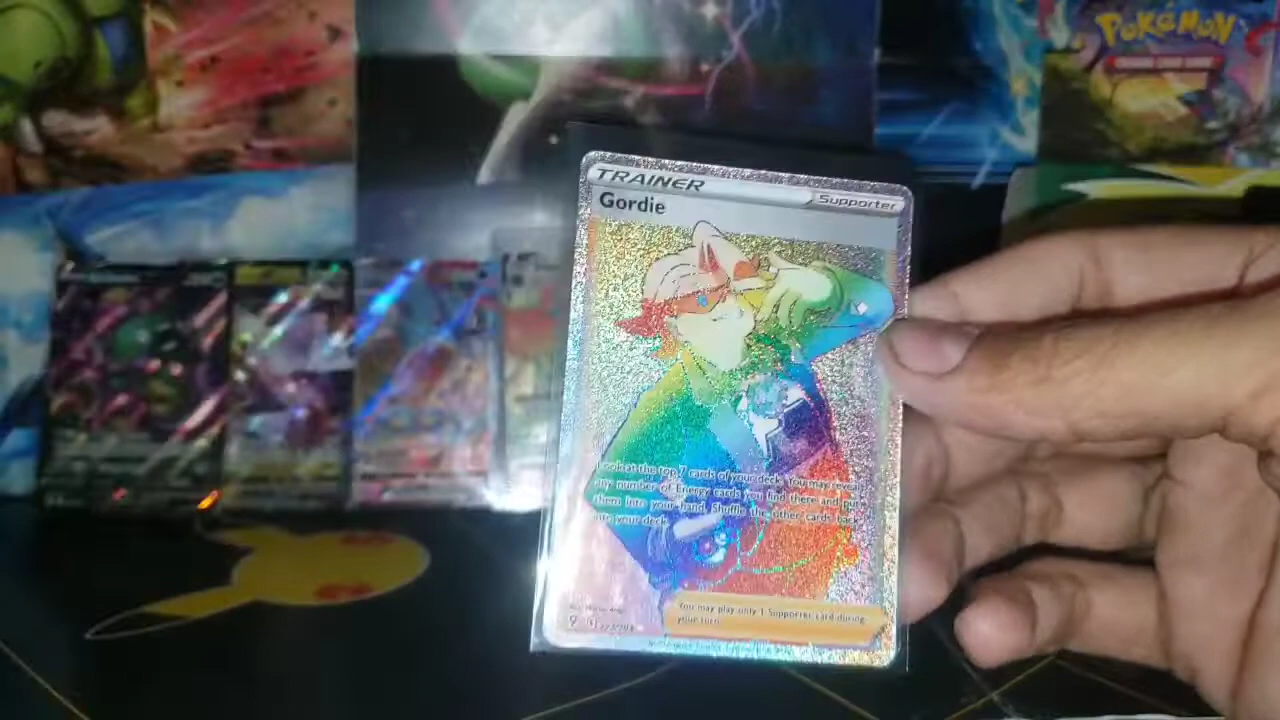 POKÉMON
TRAINER
Supporter
Gordie
Look at the top 7 cards of your deck. You may reveal
any number of Energy cards you find there and put
them into your hand. Shuffle the other cards back
into your deck.
You may play only 1 Supporter card during
your turn.